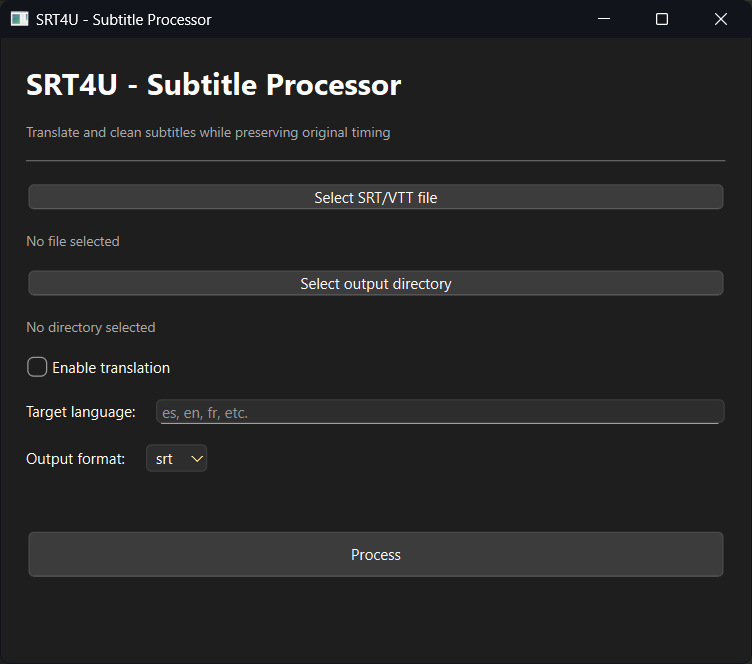 SRT4U - Subtitle Processor
SRT4U - Subtitle Processor
Translate and clean subtitles while preserving original timing
Select SRT/VTT file
No file selected
Select output directory
No directory selected
Enable translation
Target language: es, en, fr, etc.
Output format: srt
Process